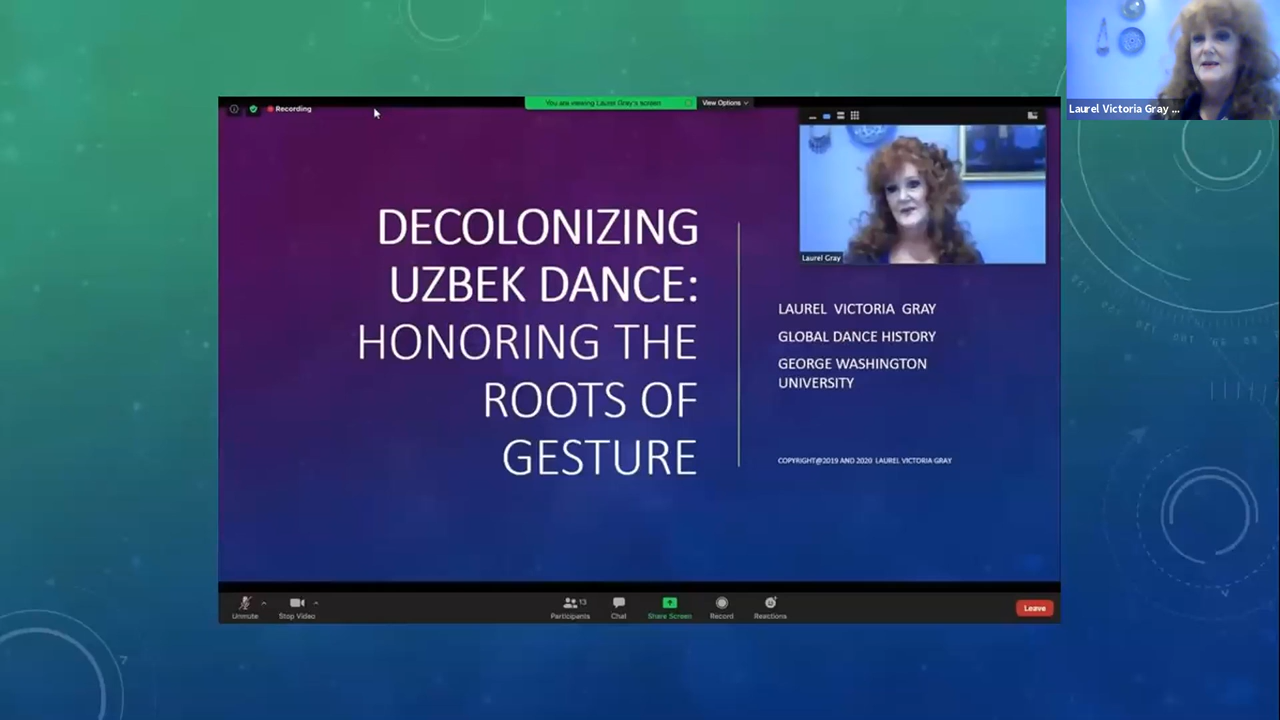 Laurel Victoria Gray ...
Recording
You are viewing Laurel Gray's screen
View Options
Laurel Gray
DECOLONIZING
UZBEK DANCE:
HONORING THE
ROOTS OF
GESTURE
LAUREL VICTORIA GRAY
GLOBAL DANCE HISTORY
GEORGE WASHINGTON
UNIVERSITY
COPYRIGHT@2019 AND 2020 LAUREL VICTORIA GRAY
Unmute
Stop Video
13
Participants
Chat
Share Screen
Record
Reactions
Leave